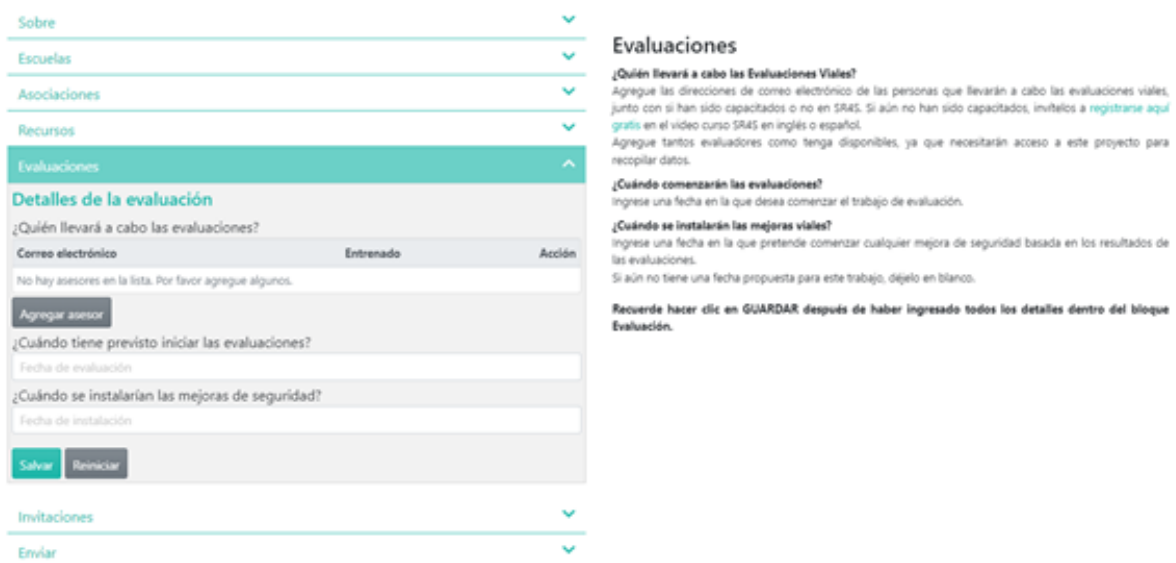 Sobre
Escuelas
Asociaciones
Recursos
Evaluaciones
Detalles de la evaluación
¿Quién llevará a cabo las evaluaciones?
Correo electrónico Entrenado Acción
No hay asesores en la lista. Por favor agregue algunos.
Agregar asesor
¿Cuándo tiene previsto iniciar las evaluaciones?
Fecha de evaluación
¿Cuándo se instalarían las mejoras de seguridad?
Fecha de instalación
Salvar Reiniciar
Invitaciones
Enviar
Evaluaciones
¿Quién llevará a cabo las Evaluaciones Viales?
Agregue las direcciones de correo electrónico de las personas que llevarán a cabo las evaluaciones viales,
junto con si han sido capacitados o no en SR4S. Si aún no han sido capacitados, invítelos a registrarse aquí
gratis en el video curso SR4S en inglés o español.
Agregue tantos evaluadores como tenga disponibles, ya que necesitarán acceso a este proyecto para
recopilar datos.
¿Cuándo comenzarán las evaluaciones?
Ingrese una fecha en la que desea comenzar el trabajo de evaluación.
¿Cuándo se instalarán las mejoras viales?
Ingrese una fecha en la que pretende comenzar cualquier mejora de seguridad basada en los resultados de
las evaluaciones.
Si aún no tiene una fecha propuesta para este trabajo, déjelo en blanco.
Recuerde hacer clic en GUARDAR después de haber ingresado todos los detalles dentro del bloque
Evaluación.